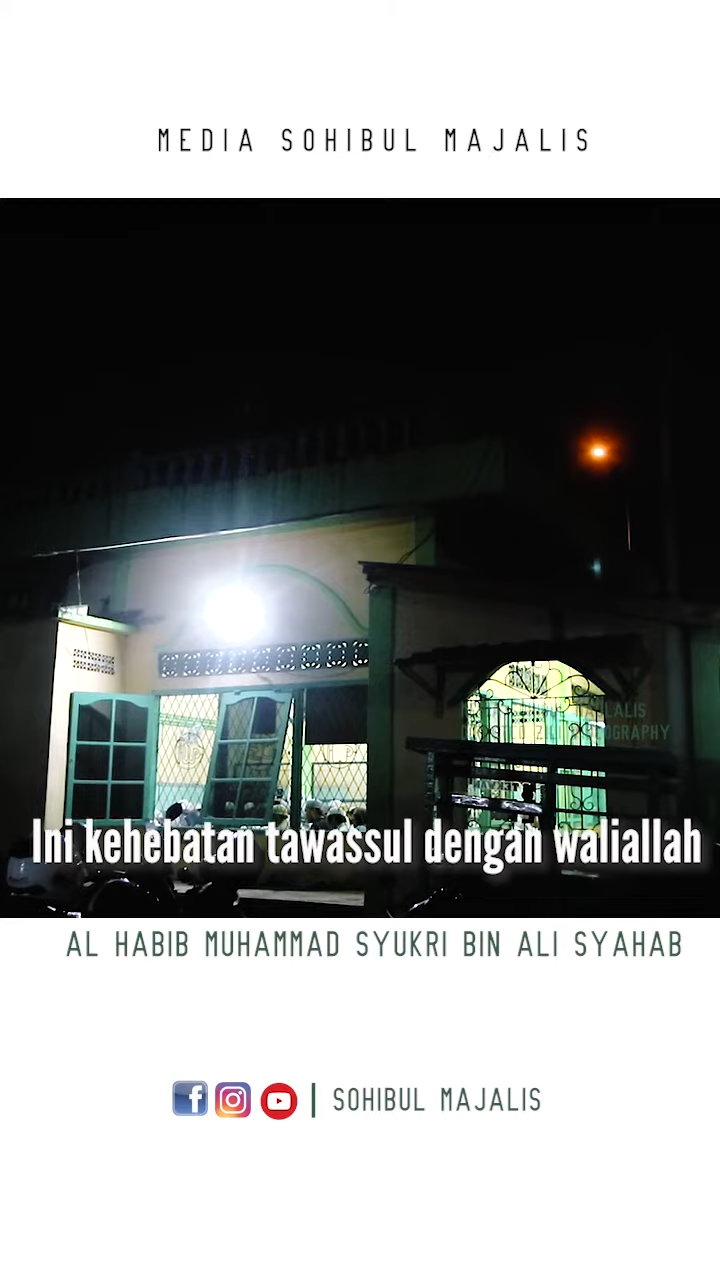 MEDIA SOHIBUL MAJALIS
Ini kehebatan tawassul dengan waliallah
AL HABIB MUHAMMAD SYUKRI BIN ALI SYAHAB
SOHIBUL MAJALIS